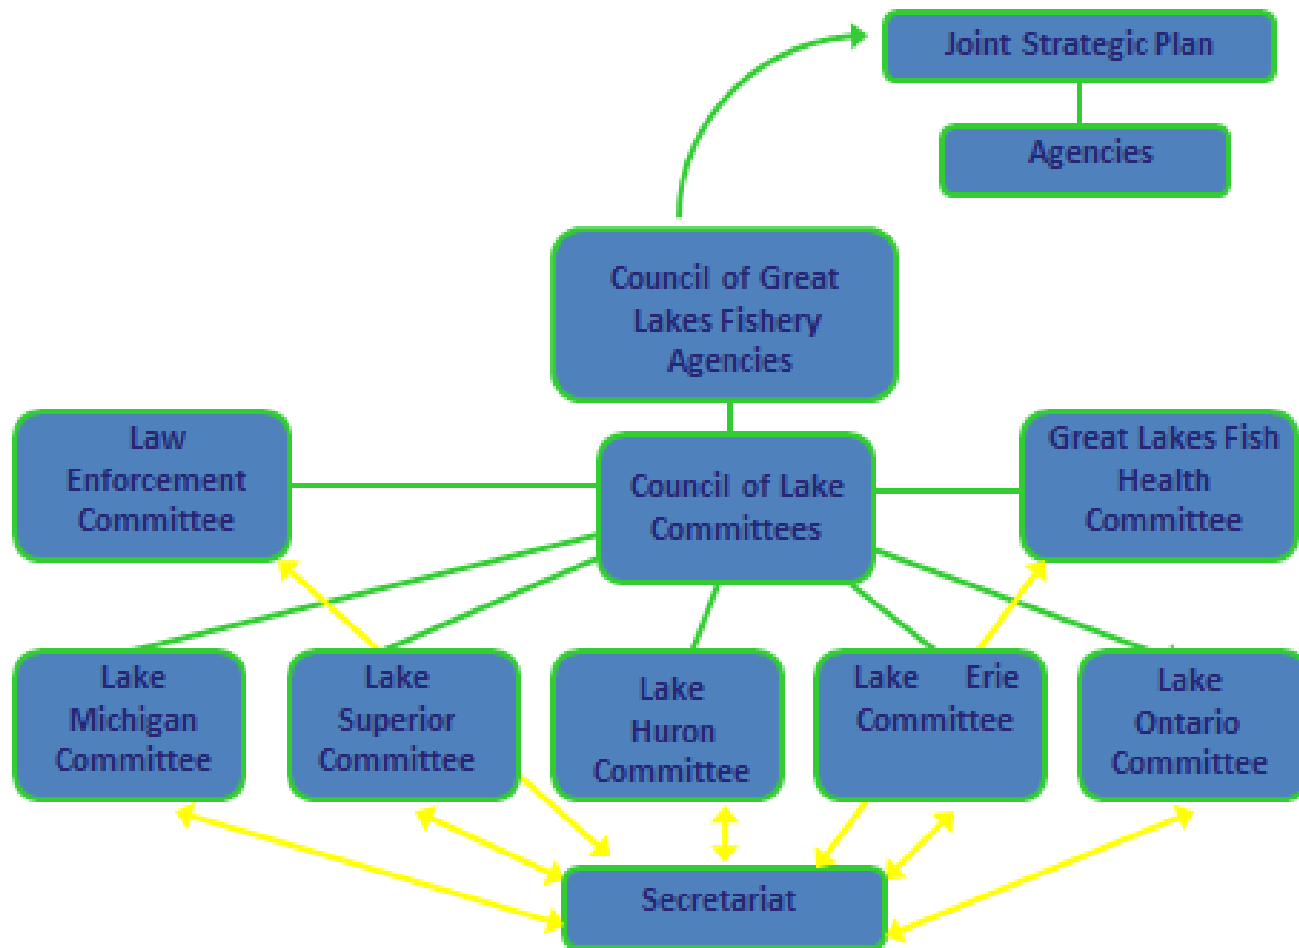 Joint Strategic Plan
Agencies
Council of Great
Lakes Fishery
Agencies
Law
Enforcement
Committee
Council of Lake
Committees
Great Lakes Fish
Health
Committee
Lake
Michigan
Committee
Lake
Superior
Committee
Lake
Huron
Committee
Lake Erie
Committee
Lake
Ontario
Committee
Secretariat